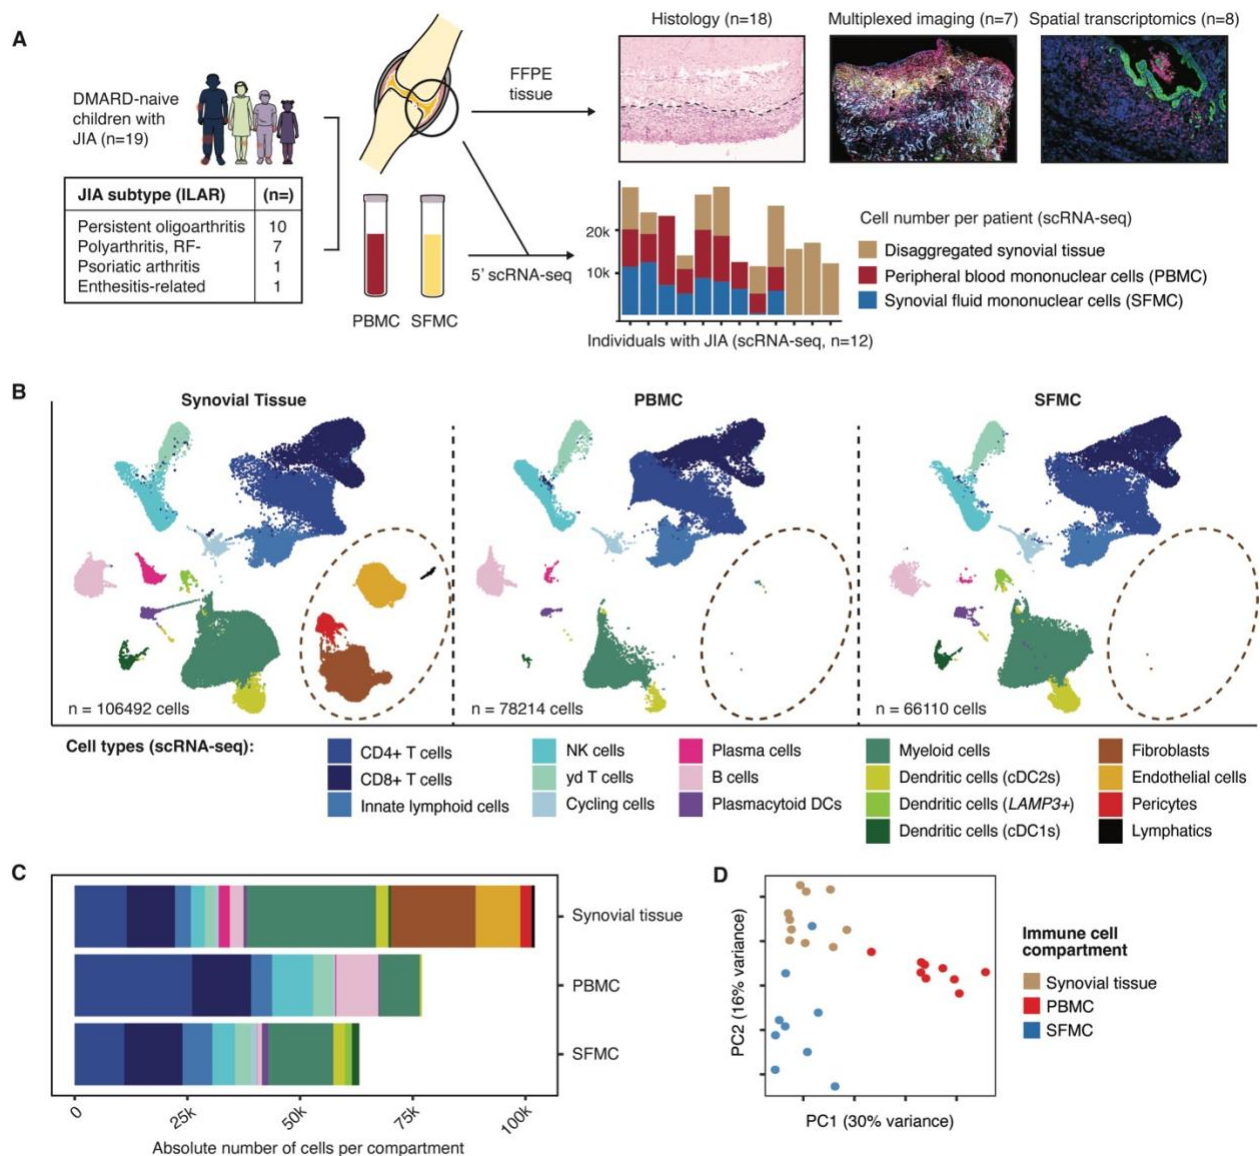 A
DMARD-naive
children with
JIA (n=19)
JIA subtype (ILAR) (n=)
Persistent oligoarthritis 10
Polyarthritis, RF- 7
Psoriatic arthritis 1
Enthesitis-related 1
FFPE
tissue
PBMC SFMC
5' scRNA-seq
Histology (n=18)
Multiplexed imaging (n=7)
Spatial transcriptomics (n=8)
20k
10k
Individuals with JIA (scRNA-seq, n=12)
Cell number per patient (scRNA-seq)
Disaggregated synovial tissue
Peripheral blood mononuclear cells (PBMC)
Synovial fluid mononuclear cells (SFMC)
B
Synovial Tissue
PBMC
SFMC
n = 106492 cells
n = 78214 cells
n = 66110 cells
Cell types (scRNA-seq):
CD4+ T cells
CD8+ T cells
Innate lymphoid cells
NK cells
yd T cells
Cycling cells
Plasma cells
B cells
Plasmacytoid DCs
Myeloid cells
Dendritic cells (cDC2s)
Dendritic cells (LAMP3+)
Dendritic cells (cDC1s)
Fibroblasts
Endothelial cells
Pericytes
Lymphatics
C
Synovial tissue
PBMC
SFMC
0
25k
50k
75k
100k
Absolute number of cells per compartment
D
PC2 (16% variance)
PC1 (30% variance)
Immune cell
compartment
Synovial tissue
PBMC
SFMC